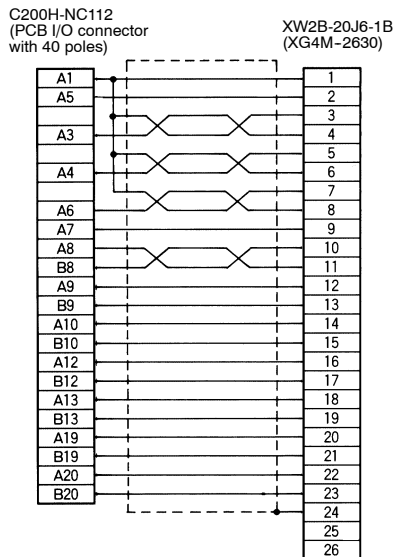 C200H-NC112
(PCB I/O connector
with 40 poles)
XW2B-20J6-1B
(XG4M-2630)
A1 1
A5 2
3
A3 4
5
A4 6
7
A6 8
A7 9
A8 10
B8 11
A9 12
B9 13
A10 14
B10 15
A12 16
B12 17
A13 18
B13 19
A19 20
B19 21
A20 22
B20 23
24
25
26